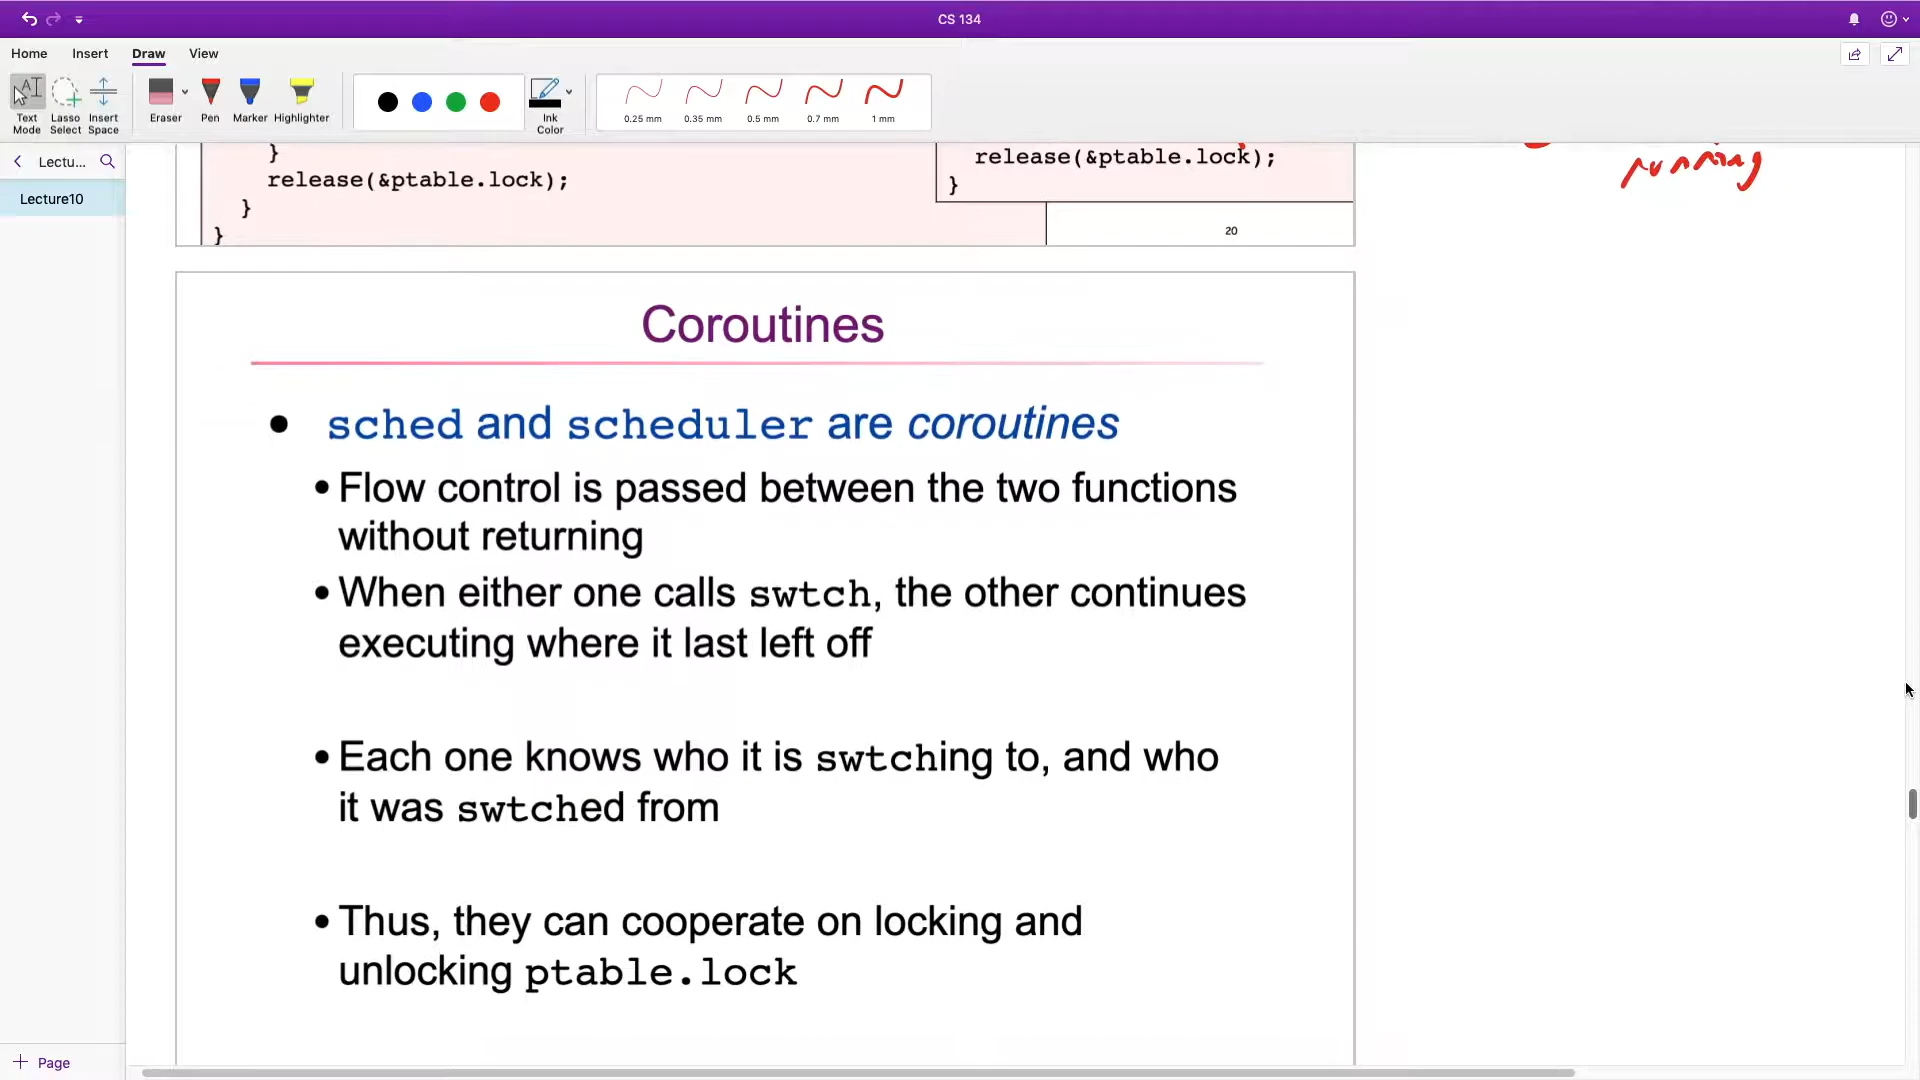 CS 134
Home Insert Draw View
Text Mode
Lasso Select
Insert Space
Eraser
Pen
Marker
Highlighter
Ink Color
0.25 mm
0.35 mm
0.5 mm
0.7 mm
1 mm
Lectu...
Lecture10
}
release(&ptable.lock);
}
}
release(&ptable.lock);
}
20
running
Coroutines
• sched and scheduler are coroutines
• Flow control is passed between the two functions
without returning
• When either one calls swtch, the other continues
executing where it last left off
• Each one knows who it is swtching to, and who
it was swtched from
• Thus, they can cooperate on locking and
unlocking ptable.lock
+ Page